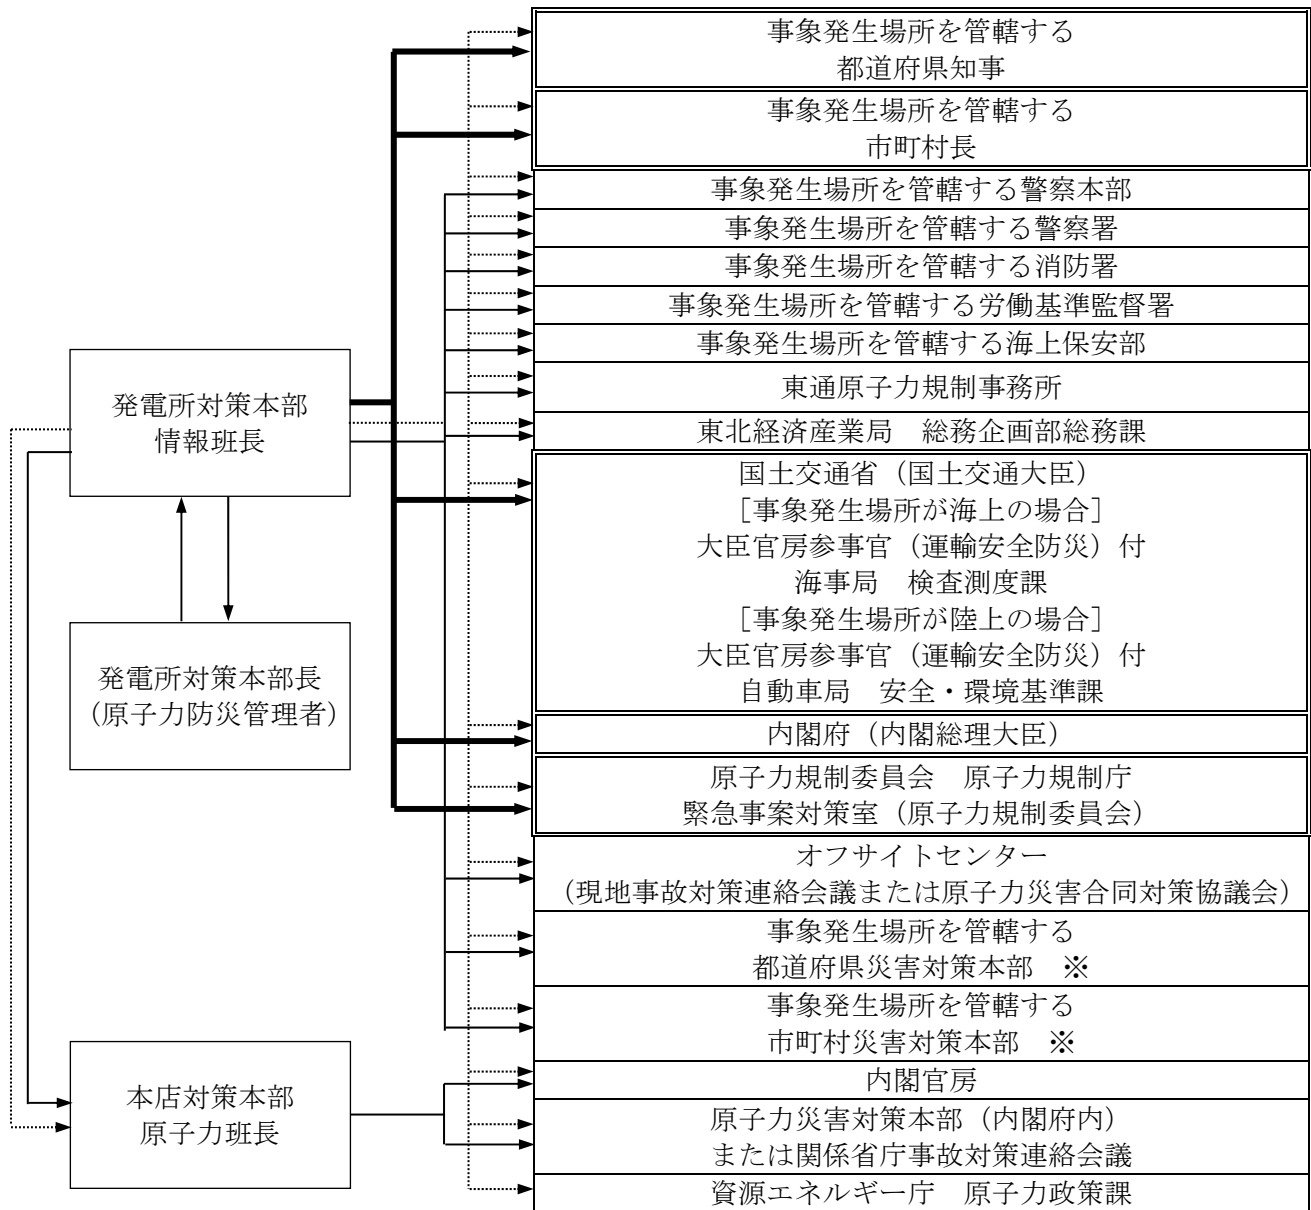 事象発生場所を管轄する
都道府県知事
事象発生場所を管轄する
市町村長
事象発生場所を管轄する警察本部
事象発生場所を管轄する警察署
事象発生場所を管轄する消防署
事象発生場所を管轄する労働基準監督署
事象発生場所を管轄する海上保安部
東通原子力規制事務所
東北経済産業局　総務企画部総務課
国土交通省（国土交通大臣）
［事象発生場所が海上の場合］
大臣官房参事官（運輸安全防災）付
海事局　検査測度課
［事象発生場所が陸上の場合］
大臣官房参事官（運輸安全防災）付
自動車局　安全・環境基準課
内閣府（内閣総理大臣）
原子力規制委員会　原子力規制庁
緊急事案対策室（原子力規制委員会）
オフサイトセンター
（現地事故対策連絡会議または原子力災害合同対策協議会）
事象発生場所を管轄する
都道府県災害対策本部　※
事象発生場所を管轄する
市町村災害対策本部　※
内閣官房
原子力災害対策本部（内閣府内）
または関係省庁事故対策連絡会議
資源エネルギー庁　原子力政策課
発電所対策本部
情報班長
発電所対策本部長
（原子力防災管理者）
本店対策本部
原子力班長